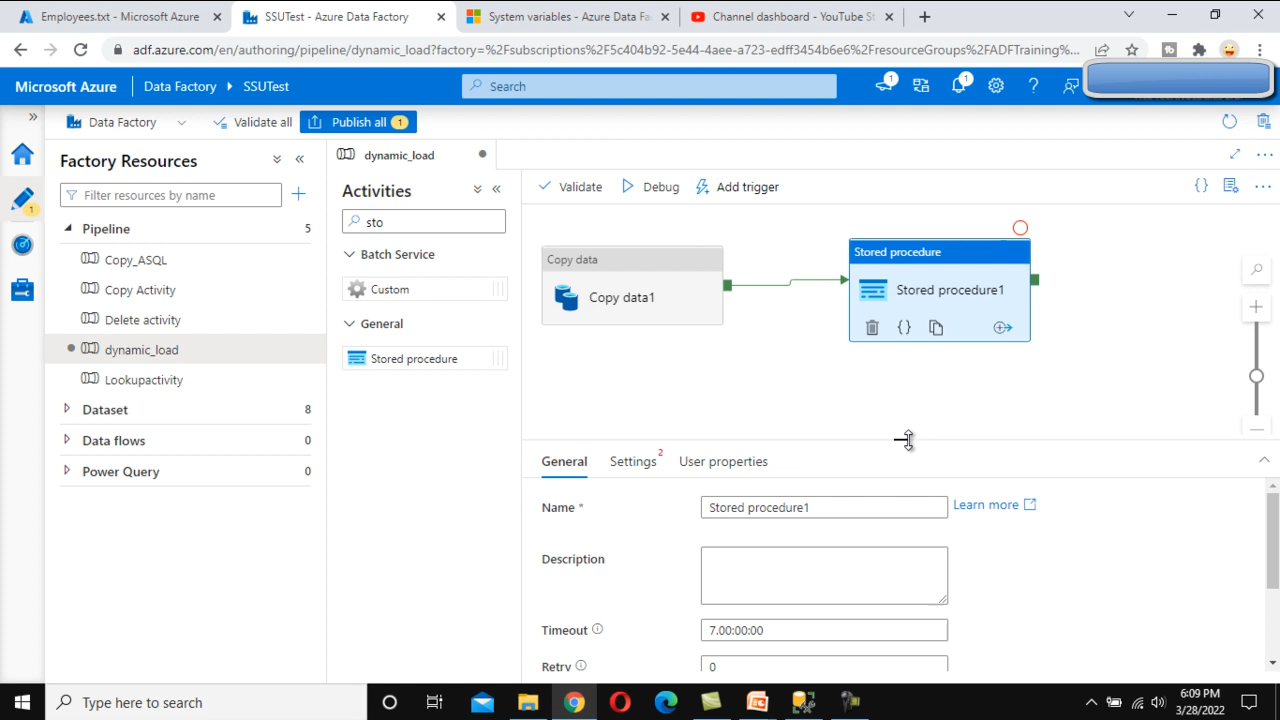 Employees.txt - Microsoft Azure
SSUTest - Azure Data Factory
System variables - Azure Data Fa
Channel dashboard - YouTube St
adf.azure.com/en/authoring/pipeline/dynamic_load?factory=%2Fsubscriptions%2F5c404b92-5e44-4aee-a723-edff3454b6e6%2FresourceGroups%2FADFTraining%...
Microsoft Azure
Data Factory
SSUTest
Search
1
1
Data Factory
Validate all
Publish all
1
Factory Resources
Filter resources by name
Pipeline
5
Copy_ASQL
Copy Activity
Delete activity
dynamic_load
Lookupactivity
Dataset
8
Data flows
0
Power Query
0
1
dynamic_load
Activities
sto
Batch Service
Custom
General
Stored procedure
Validate
Debug
Add trigger
Copy data
Copy data1
Stored procedure
Stored procedure1
General
Settings
2
User properties
Name *
Stored procedure1
Learn more
Description
Timeout
7.00:00:00
Retry
0
Type here to search
6:09 PM
3/28/2022